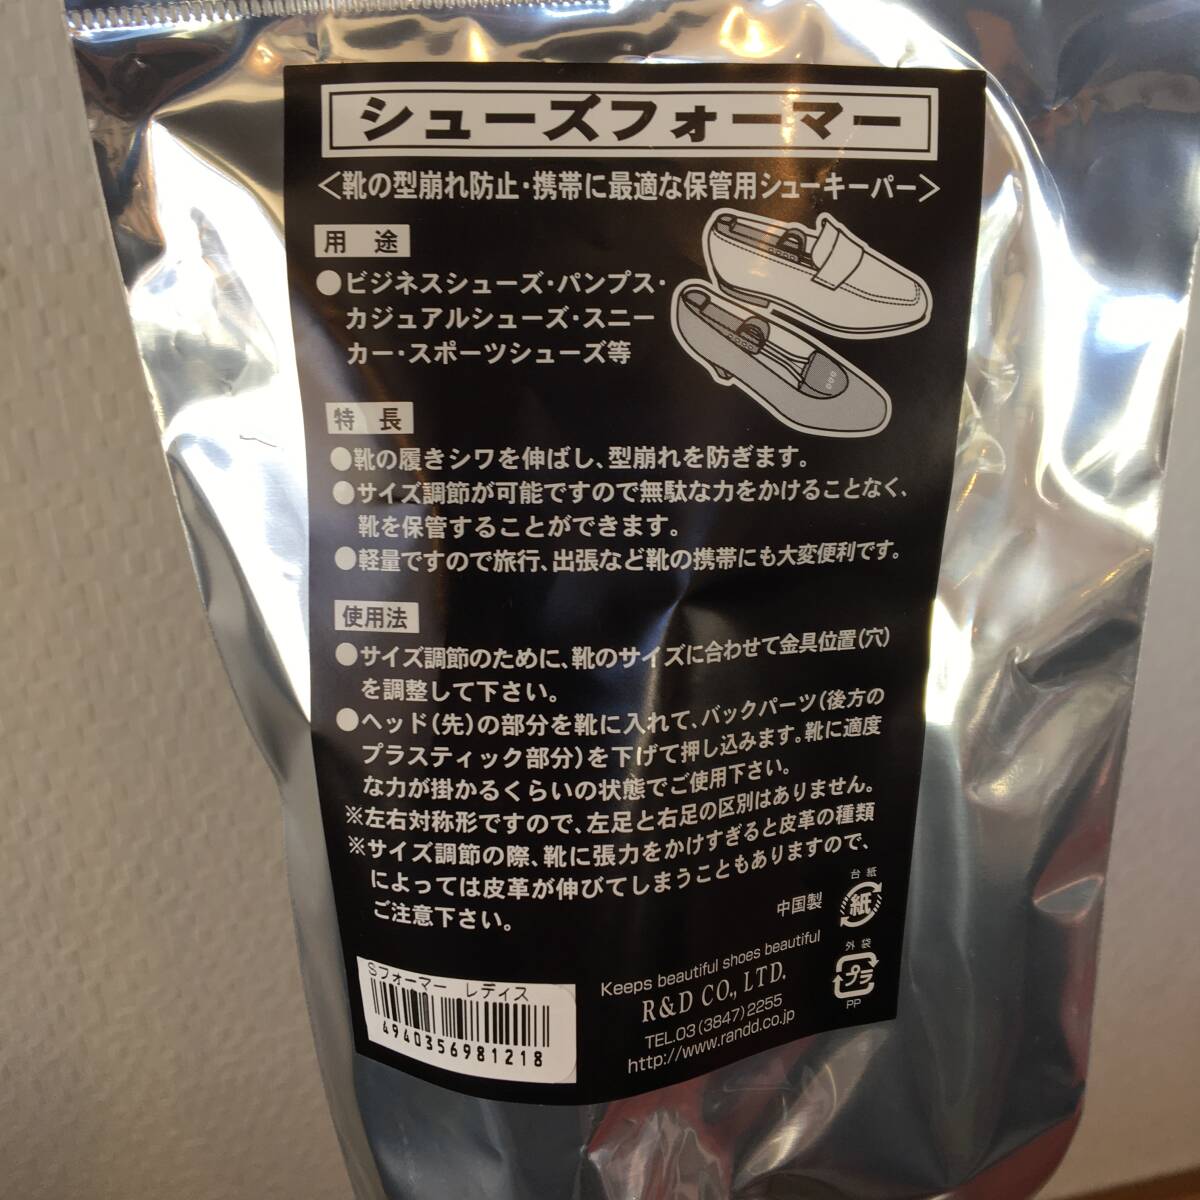 シューズフォーマー
＜靴の型崩れ防止・携帯に最適な保管用シューキーパー＞
用途
●ビジネスシューズ・パンプス・
カジュアルシューズ・スニー
カー・スポーツシューズ等
特長
●靴の履きシワを伸ばし、型崩れを防ぎます。
●サイズ調節が可能ですので無駄な力をかけることなく、
靴を保管することができます。
●軽量ですので旅行、出張など靴の携帯にも大変便利です。
使用法
●サイズ調節のために、靴のサイズに合わせて金具位置(穴)
を調整して下さい。
●ヘッド(先)の部分を靴に入れて、バックパーツ(後方の
プラスティック部分)を下げて押し込みます。靴に適度
な力が掛かるくらいの状態でご使用下さい。
※左右対称形ですので、左足と右足の区別はありません。
※サイズ調節の際、靴に張力をかけすぎると皮革の種類
によっては皮革が伸びてしまうこともありますので、
ご注意下さい。
中国製
台紙
紙
外袋
プラ
PP
Sフォーマー レディス
4940356981218
Keeps beautiful shoes beautiful
R&D CO., LTD.
TEL.03(3847)2255
http://www.randd.co.jp